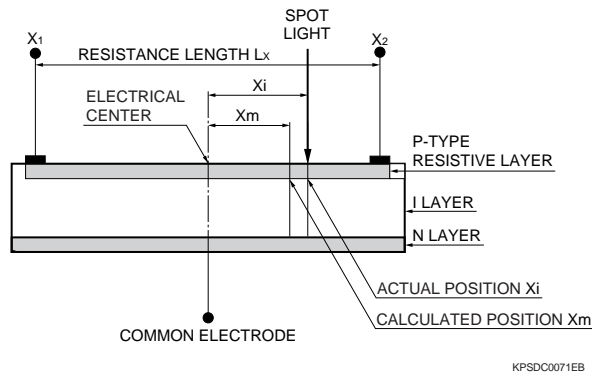 SPOT
LIGHT
X1
X2
RESISTANCE LENGTH Lx
ELECTRICAL
CENTER
Xi
Xm
P-TYPE
RESISTIVE LAYER
I LAYER
N LAYER
ACTUAL POSITION Xi
CALCULATED POSITION Xm
COMMON ELECTRODE
KPSDC0071EB